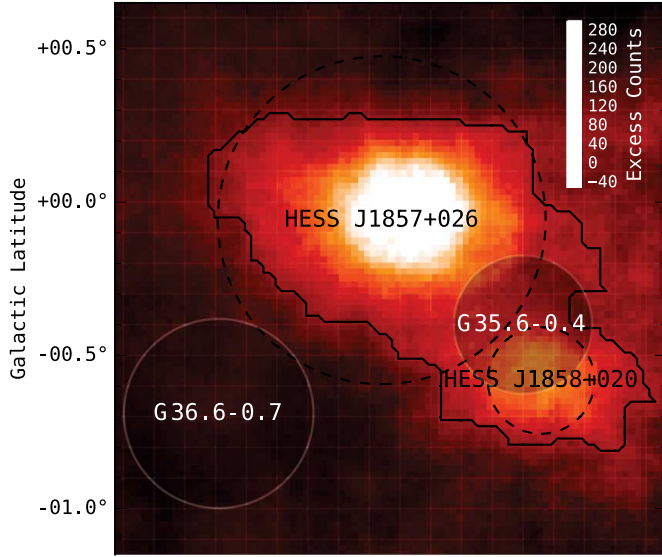 +00.5°
+00.0°
-00.5°
-01.0°
Galactic Latitude
280
240
200
160
120
80
40
0
−40
Excess Counts
HESS J1857+026
G35.6-0.4
HESS J1858+020
G36.6-0.7